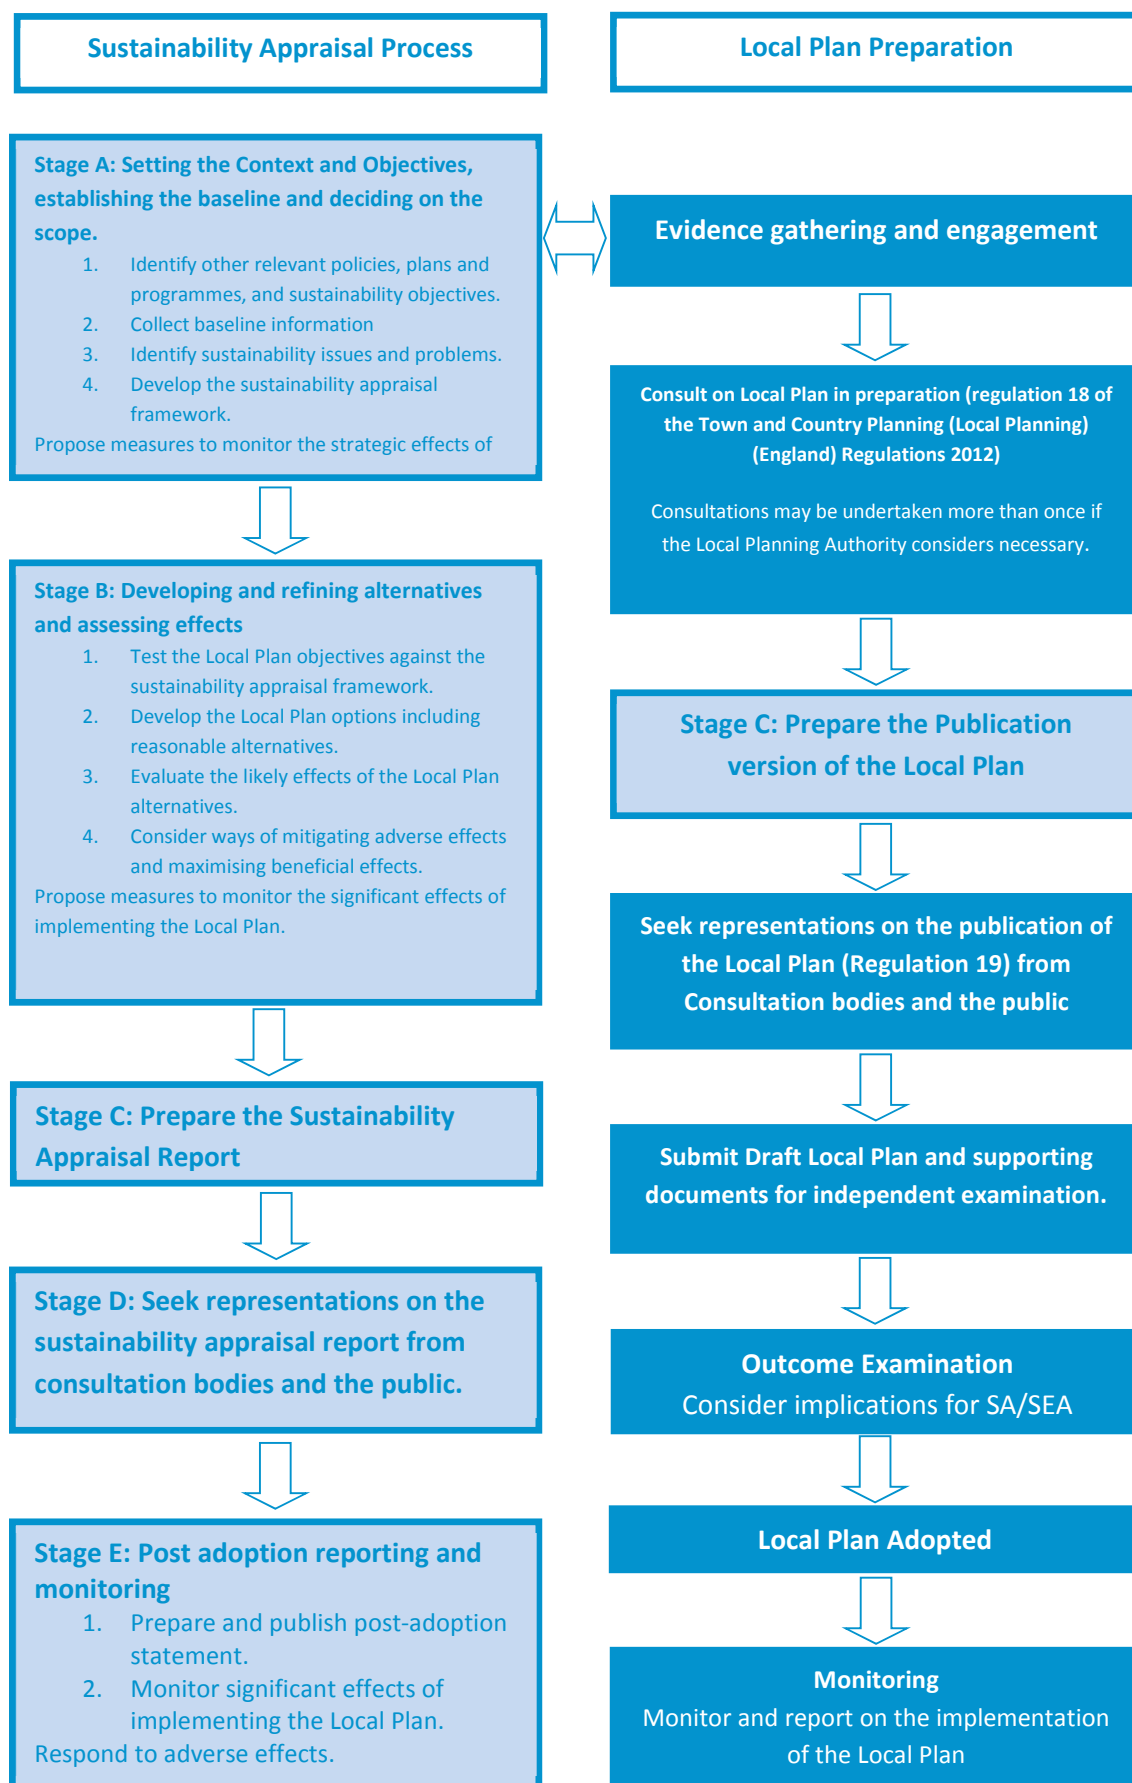 Sustainability Appraisal Process
Stage A: Setting the Context and Objectives,
establishing the baseline and deciding on the
scope.
1. Identify other relevant policies, plans and
programmes, and sustainability objectives.
2. Collect baseline information
3. Identify sustainability issues and problems.
4. Develop the sustainability appraisal
framework.
Propose measures to monitor the strategic effects of
Stage B: Developing and refining alternatives
and assessing effects
1. Test the Local Plan objectives against the
sustainability appraisal framework.
2. Develop the Local Plan options including
reasonable alternatives.
3. Evaluate the likely effects of the Local Plan
alternatives.
4. Consider ways of mitigating adverse effects
and maximising beneficial effects.
Propose measures to monitor the significant effects of
implementing the Local Plan.
Stage C: Prepare the Sustainability
Appraisal Report
Stage D: Seek representations on the
sustainability appraisal report from
consultation bodies and the public.
Stage E: Post adoption reporting and
monitoring
1. Prepare and publish post-adoption
statement.
2. Monitor significant effects of
implementing the Local Plan.
Respond to adverse effects.
Local Plan Preparation
Evidence gathering and engagement
Consult on Local Plan in preparation (regulation 18 of
the Town and Country Planning (Local Planning)
(England) Regulations 2012)
Consultations may be undertaken more than once if
the Local Planning Authority considers necessary.
Stage C: Prepare the Publication
version of the Local Plan
Seek representations on the publication of
the Local Plan (Regulation 19) from
Consultation bodies and the public
Submit Draft Local Plan and supporting
documents for independent examination.
Outcome Examination
Consider implications for SA/SEA
Local Plan Adopted
Monitoring
Monitor and report on the implementation
of the Local Plan